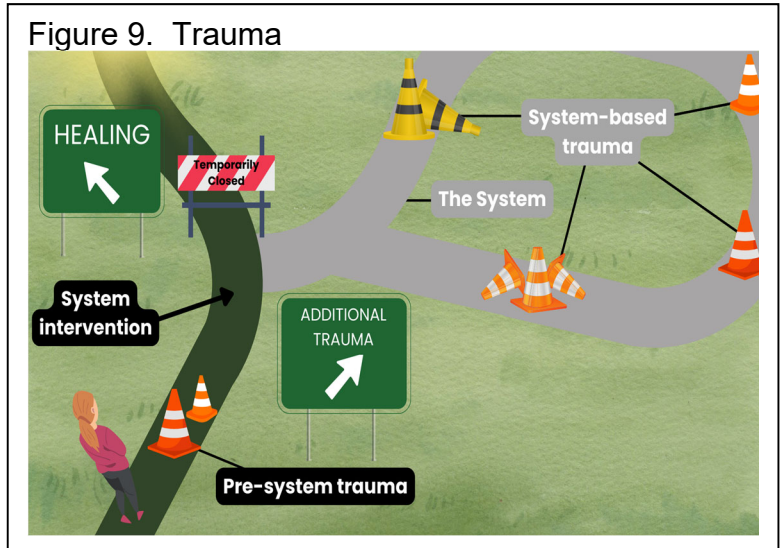 Figure 9.  Trauma
HEALING
Temporarily
Closed
System-based
trauma
The System
System
intervention
ADDITIONAL
TRAUMA
Pre-system trauma